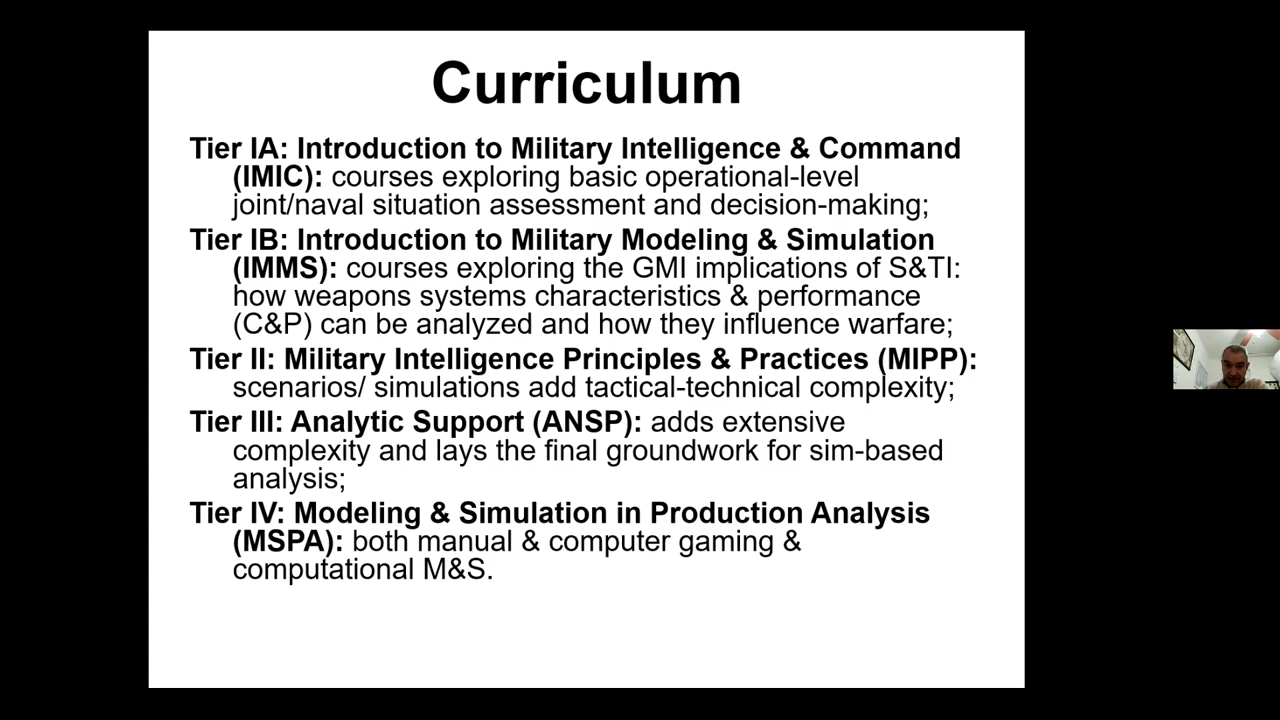 Curriculum
Tier IA: Introduction to Military Intelligence & Command
(IMIC): courses exploring basic operational-level
joint/naval situation assessment and decision-making;
Tier IB: Introduction to Military Modeling & Simulation
(IMMS): courses exploring the GMI implications of S&TI:
how weapons systems characteristics & performance
(C&P) can be analyzed and how they influence warfare;
Tier II: Military Intelligence Principles & Practices (MIPP):
scenarios/ simulations add tactical-technical complexity;
Tier III: Analytic Support (ANSP): adds extensive
complexity and lays the final groundwork for sim-based
analysis;
Tier IV: Modeling & Simulation in Production Analysis
(MSPA): both manual & computer gaming &
computational M&S.